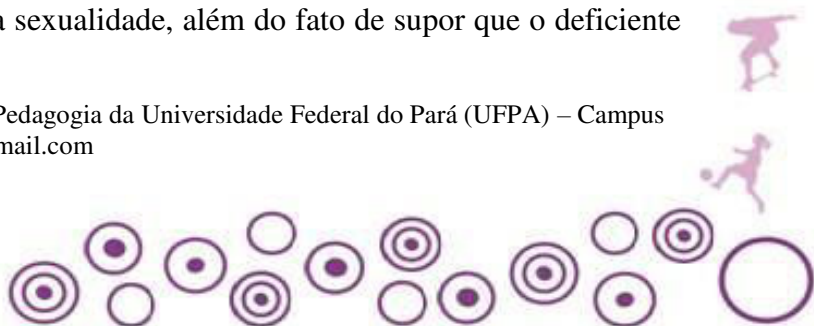 a sexualidade, além do fato de supor que o deficiente
Pedagogia da Universidade Federal do Pará (UFPA) – Campus
mail.com